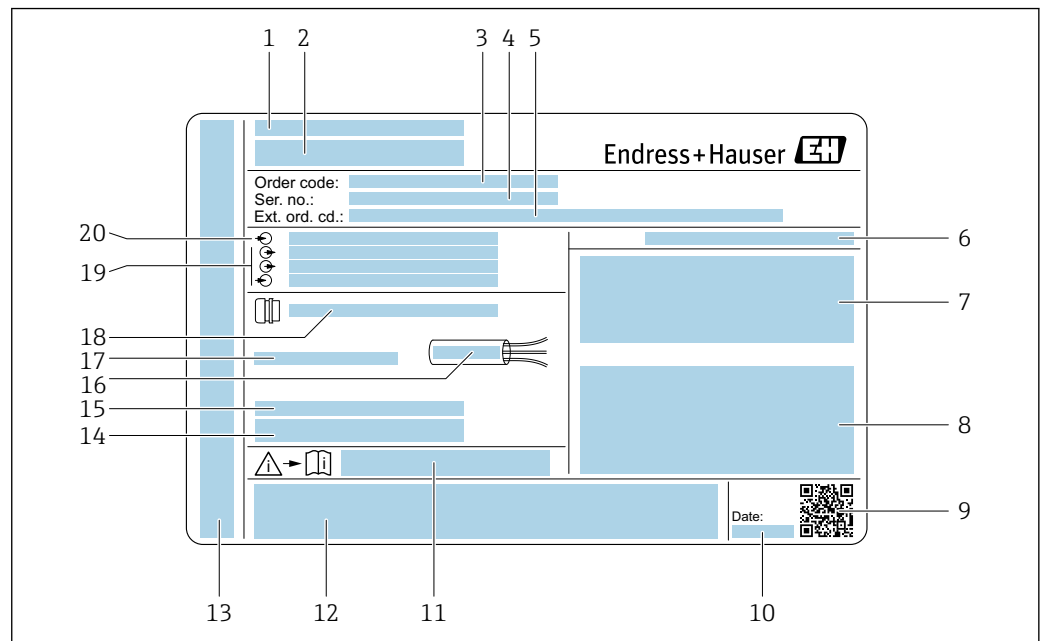 1 2 3 4 5
Endress+Hauser EH
Order code:
Ser. no.:
Ext. ord. cd.:
20
6
19
i
i
7
18
17
16
15
14
8
Date:
9
13 12 11 10